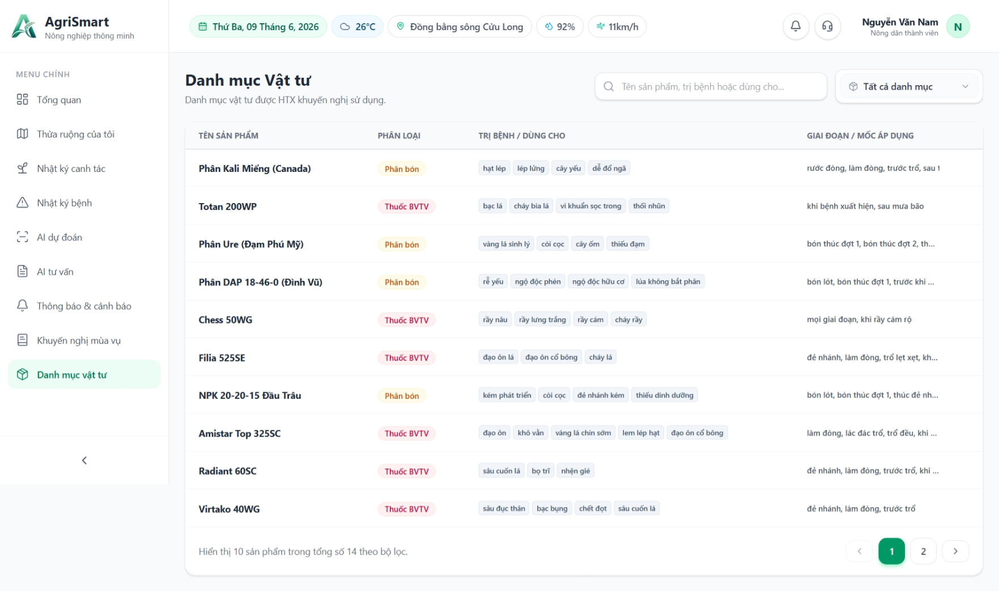 AgriSmart
Nông nghiệp thông minh
Thứ Ba, 09 Tháng 6, 2026
26°C
Đồng bằng sông Cửu Long
92%
11km/h
Nguyễn Văn Nam
Nông dân thành viên
N
MENU CHÍNH
Tổng quan
Thửa ruộng của tôi
Nhật ký canh tác
Nhật ký bệnh
AI dự đoán
AI tư vấn
Thông báo & cảnh báo
Khuyến nghị mùa vụ
Danh mục vật tư
Danh mục Vật tư
Danh mục vật tư được HTX khuyến nghị sử dụng.
Tên sản phẩm, trị bệnh hoặc dùng cho...
Tất cả danh mục
TÊN SẢN PHẨM PHÂN LOẠI TRỊ BỆNH / DÙNG CHO GIAI ĐOẠN / MỐC ÁP DỤNG
Phân Kali Miểng (Canada) Phân bón hạt lép lép lửng cây yếu dễ đổ ngã rước đòng, làm đòng, trước trổ, sau
Totan 200WP Thuốc BVTV bạc lá cháy bìa lá vi khuẩn sọc trong thối nhũn khi bệnh xuất hiện, sau mưa bão
Phân Ure (Đạm Phú Mỹ) Phân bón vàng lá sinh lý còi cọc cây ốm thiếu đạm bón thúc đợt 1, bón thúc đợt 2, th...
Phân DAP 18-46-0 (Đình Vũ) Phân bón rễ yếu ngộ độc phèn ngộ độc hữu cơ lúa không bắt phân bón lót, bón thúc đợt 1, trước khi ...
Chess 50WG Thuốc BVTV rầy nâu rầy lưng trắng rầy cám cháy rầy mọi giai đoạn, khi rầy cám rộ
Filia 525SE Thuốc BVTV đạo ôn lá đạo ôn cổ bông cháy lá đẻ nhánh, làm đòng, trổ lẹt xẹt, kh...
NPK 20-20-15 Đầu Trâu Phân bón kém phát triển còi cọc đẻ nhánh kém thiếu dinh dưỡng bón lót, bón thúc đợt 1, thúc đẻ nh...
Amistar Top 325SC Thuốc BVTV đạo ôn khô vằn vàng lá chín sớm lem lép hạt đạo ôn cổ bông làm đòng, lác đác trổ, trổ đều, khi ...
Radiant 60SC Thuốc BVTV sâu cuốn lá bọ trĩ nhện gié đẻ nhánh, làm đòng, trước trổ, khi ...
Virtako 40WG Thuốc BVTV sâu đục thân bạc bụng chết đọt sâu cuốn lá đẻ nhánh, làm đòng, trước trổ
Hiển thị 10 sản phẩm trong tổng số 14 theo bộ lọc.
1 2